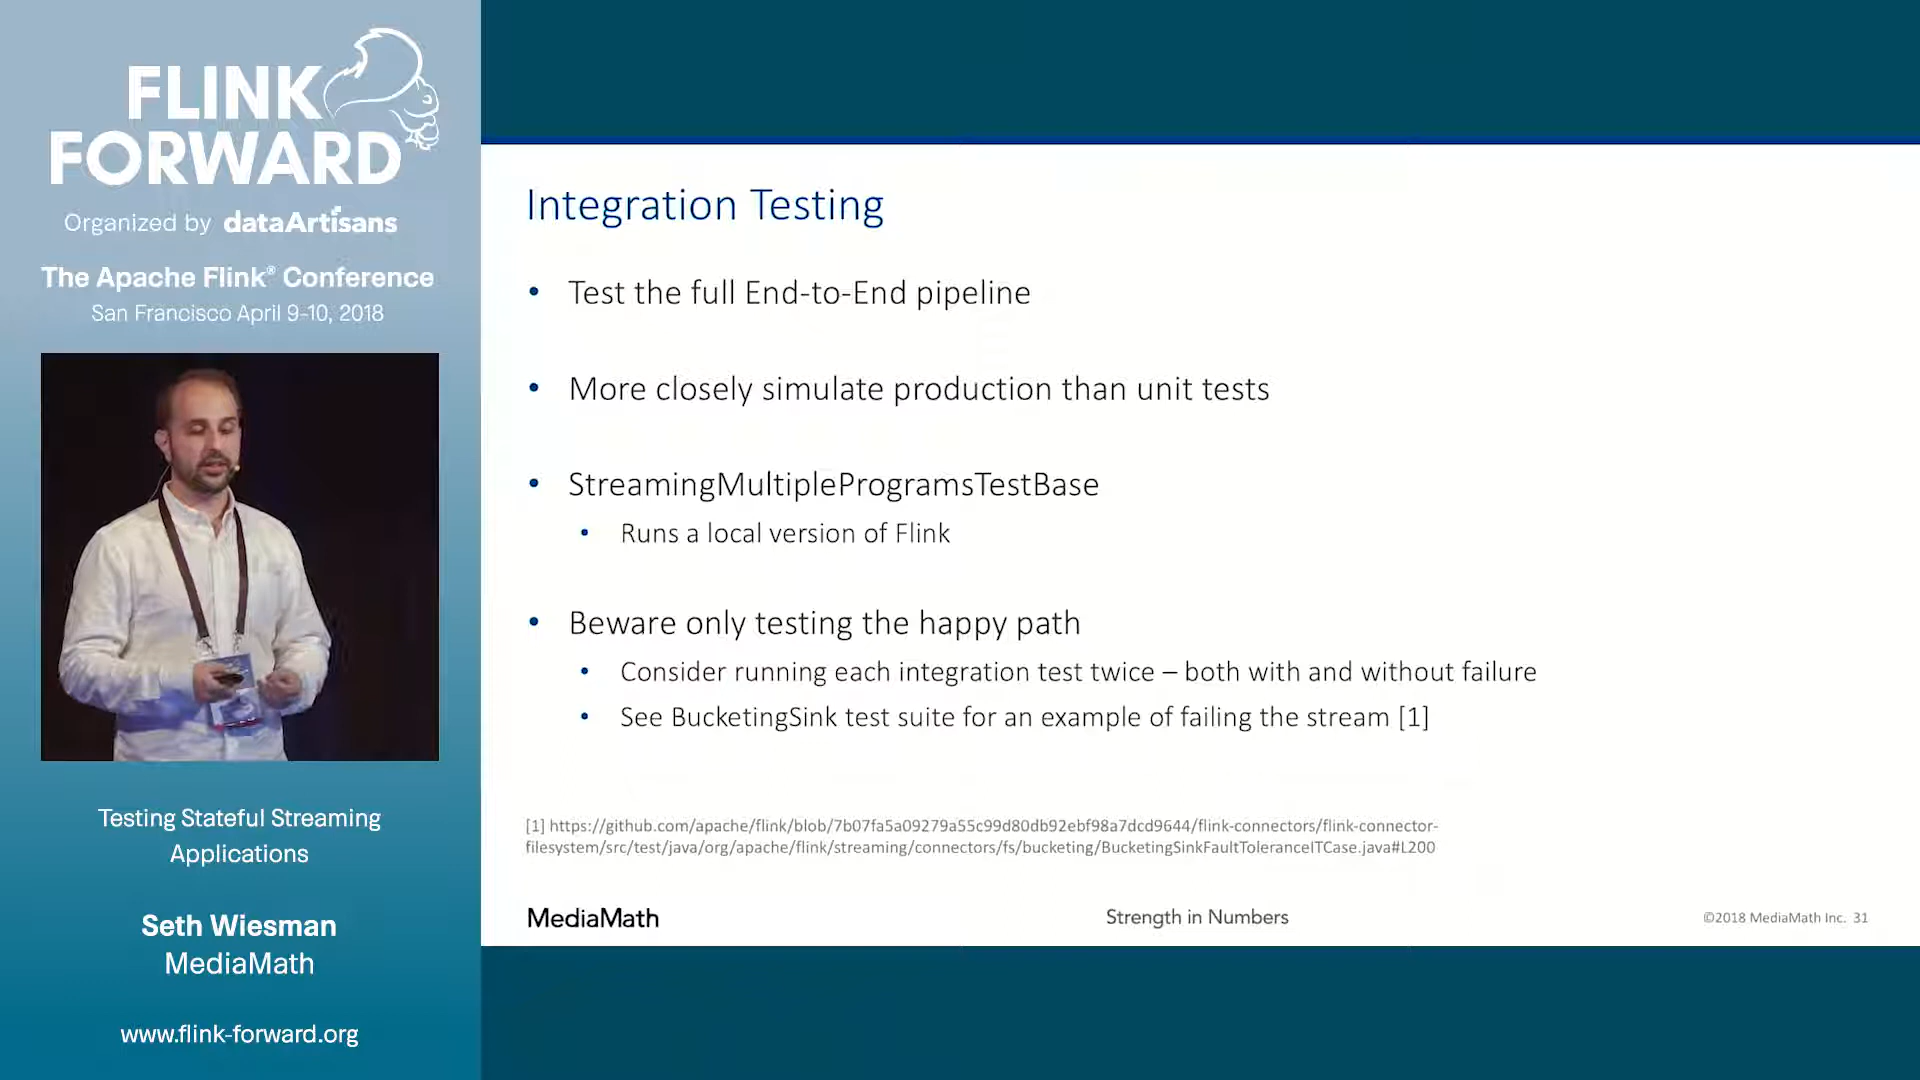 FLINK
FORWARD
Organized by dataArtisans
The Apache Flink® Conference
San Francisco April 9-10, 2018
Testing Stateful Streaming
Applications
Seth Wiesman
MediaMath
www.flink-forward.org
Integration Testing
• Test the full End-to-End pipeline
• More closely simulate production than unit tests
• StreamingMultipleProgramsTestBase
• Runs a local version of Flink
• Beware only testing the happy path
• Consider running each integration test twice – both with and without failure
• See BucketingSink test suite for an example of failing the stream [1]
[1] https://github.com/apache/flink/blob/7b07fa5a09279a55c99d80db92ebf98a7dcd9644/flink-connectors/flink-connector-
filesystem/src/test/java/org/apache/flink/streaming/connectors/fs/bucketing/BucketingSinkFaultToleranceITCase.java#L200
MediaMath
Strength in Numbers
©2018 MediaMath Inc. 31